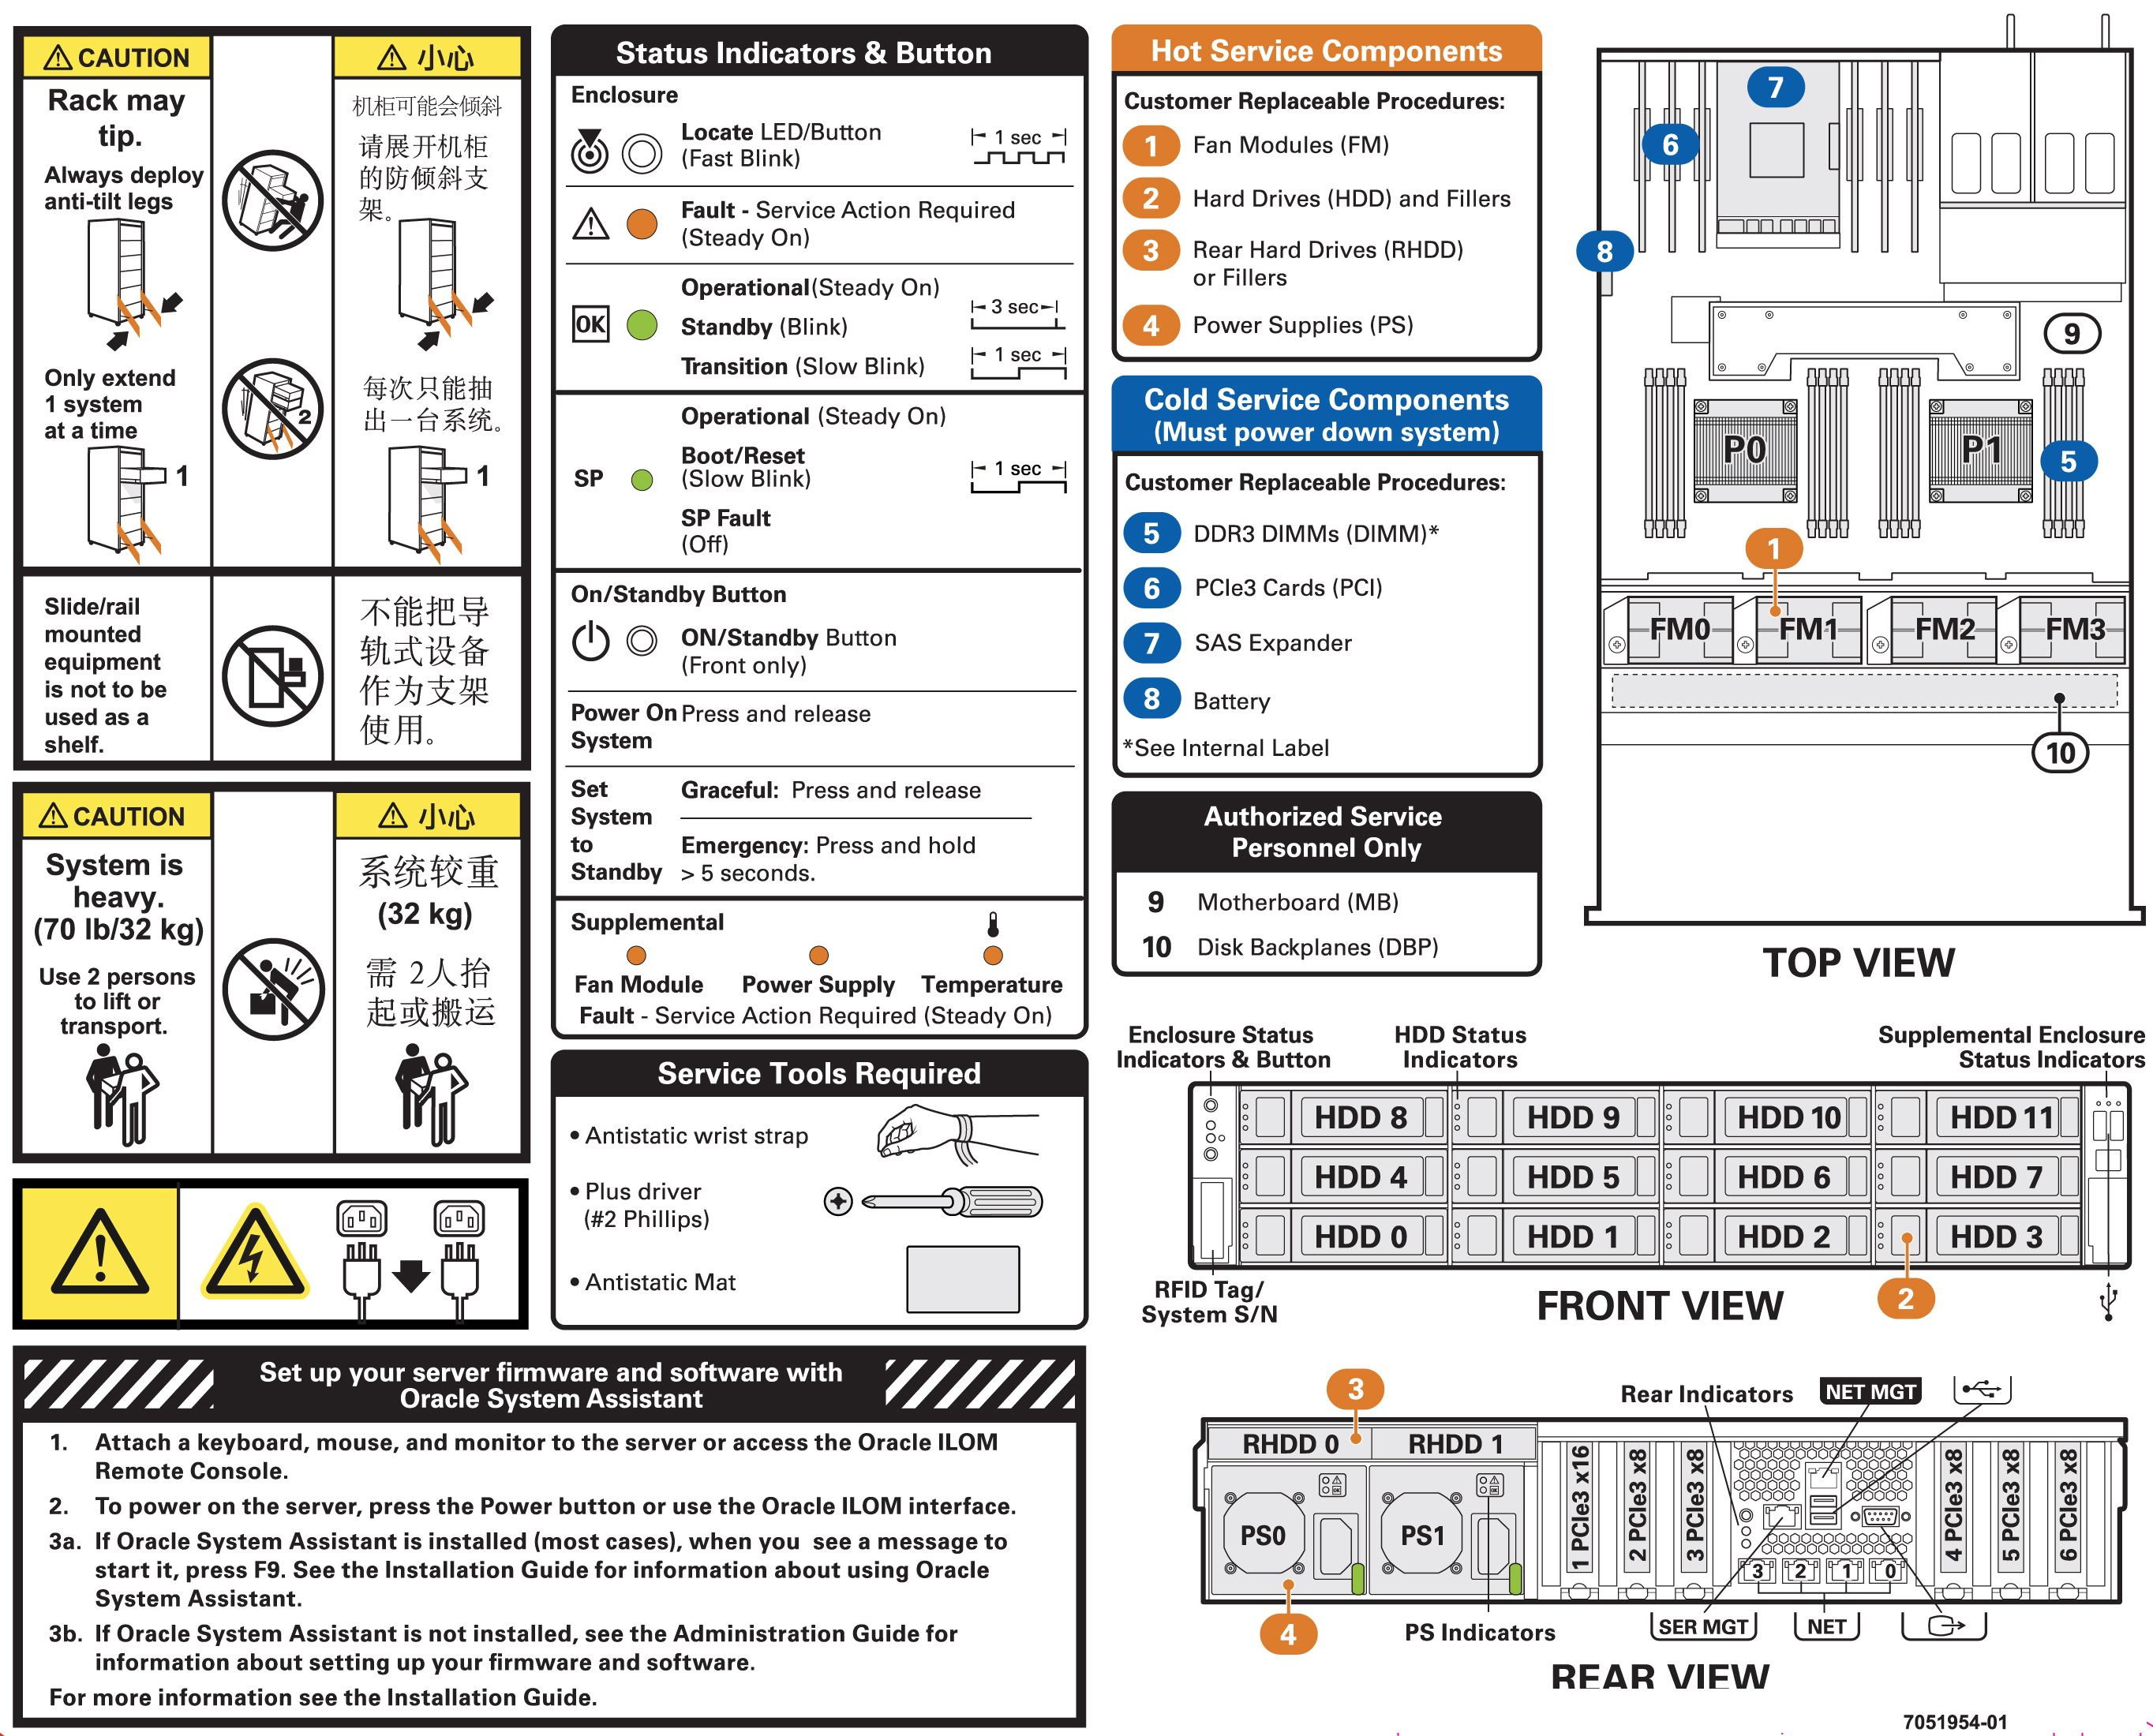 CAUTION
Rack may
tip.
Always deploy
anti-tilt legs
Only extend
1 system
at a time
1
2
小心
机柜可能会倾斜
请展开机柜
的防倾斜支
架。
每次只能抽
出一台系统。
1
Slide/rail
mounted
equipment
is not to be
used as a
shelf.
不能把导
轨式设备
作为支架
使用。
CAUTION
System is
heavy.
(70 lb/32 kg)
Use 2 persons
to lift or
transport.
小心
系统较重
(32 kg)
需 2人抬
起或搬运
Status Indicators & Button
Enclosure
Locate LED/Button
(Fast Blink)
1 sec
Fault - Service Action Required
(Steady On)
OK
Operational(Steady On)
Standby (Blink)
3 sec
Transition (Slow Blink)
1 sec
SP
Operational (Steady On)
Boot/Reset
(Slow Blink)
1 sec
SP Fault
(Off)
On/Standby Button
ON/Standby Button
(Front only)
Power On Press and release
System
Set
System
to
Standby
Graceful: Press and release
Emergency: Press and hold
> 5 seconds.
Supplemental
Fan Module Power Supply Temperature
Fault - Service Action Required (Steady On)
Service Tools Required
• Antistatic wrist strap
• Plus driver
(#2 Phillips)
• Antistatic Mat
Set up your server firmware and software with
Oracle System Assistant
1. Attach a keyboard, mouse, and monitor to the server or access the Oracle ILOM
Remote Console.
2. To power on the server, press the Power button or use the Oracle ILOM interface.
3a. If Oracle System Assistant is installed (most cases), when you see a message to
start it, press F9. See the Installation Guide for information about using Oracle
System Assistant.
3b. If Oracle System Assistant is not installed, see the Administration Guide for
information about setting up your firmware and software.
For more information see the Installation Guide.
Hot Service Components
Customer Replaceable Procedures:
1 Fan Modules (FM)
2 Hard Drives (HDD) and Fillers
3 Rear Hard Drives (RHDD)
or Fillers
4 Power Supplies (PS)
Cold Service Components
(Must power down system)
Customer Replaceable Procedures:
5 DDR3 DIMMs (DIMM)*
6 PCIe3 Cards (PCI)
7 SAS Expander
8 Battery
*See Internal Label
Authorized Service
Personnel Only
9 Motherboard (MB)
10 Disk Backplanes (DBP)
7
6
8
9
P0
P1
5
1
FM0 FM1 FM2 FM3
10
TOP VIEW
Enclosure Status
Indicators & Button
HDD Status
Indicators
Supplemental Enclosure
Status Indicators
HDD 8 HDD 9 HDD 10 HDD 11
HDD 4 HDD 5 HDD 6 HDD 7
HDD 0 HDD 1 HDD 2 HDD 3
RFID Tag/
System S/N
FRONT VIEW
2
3
Rear Indicators
NET MGT
RHDD 0 RHDD 1
PS0
OK
PS1
OK
1 PCIe3 x16
2 PCIe3 x8
3 PCIe3 x8
4 PCIe3 x8
5 PCIe3 x8
6 PCIe3 x8
3 2 1 0
4
PS Indicators
SER MGT
NET
REAR VIEW
7051954-01